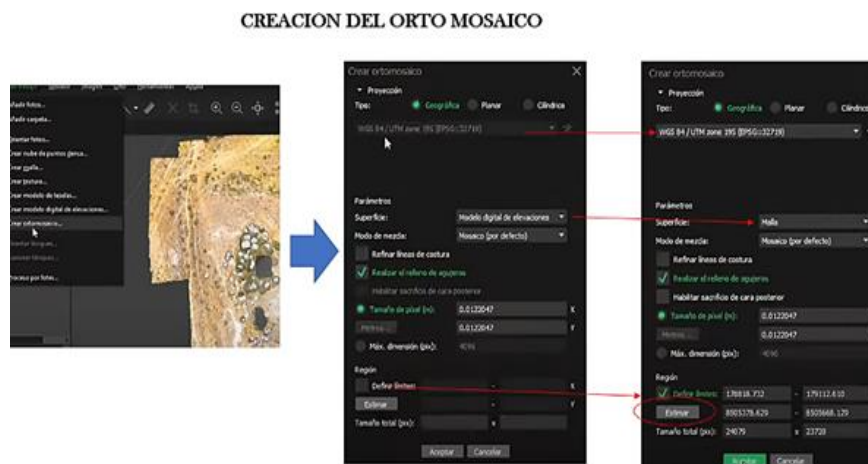 CREACIÓN DEL ORTO MOSAICO
Añadir fotos...
Añadir carpeta...
Orientar fotos...
Crear nube de puntos densa...
Crear malla...
Crear textura...
Crear modelo de teselas...
Crear modelo digital de elevaciones...
Crear ortomosaico...
Proceso por lotes...
Crear ortomosaico
Proyección
Tipo: Geográfica Planar Cilíndrica
WGS 84 / UTM zone 19S (EPSG::32719)
Parámetros
Superficie: Modelo digital de elevaciones
Modo de mezcla: Mosaico (por defecto)
Refinar líneas de costura
Realizar el relleno de agujeros
Habilitar sacrificio de cara posterior
Tamaño de píxel (m): 0.0122047 X
Metros... 0.0122047 Y
Máx. dimensión (pix): 4096
Región
Definir límites: - X
Estimar - Y
Tamaño total (pix): x
Aceptar Cancelar
Crear ortomosaico
Proyección
Tipo: Geográfica Planar Cilíndrica
WGS 84 / UTM zone 19S (EPSG::32719)
Parámetros
Superficie: Malla
Modo de mezcla: Mosaico (por defecto)
Refinar líneas de costura
Realizar el relleno de agujeros
Habilitar sacrificio de cara posterior
Tamaño de píxel (m): 0.0122047
Metros... 0.0122047
Máx. dimensión (pix): 4096
Región
Definir límites: 178818.732 - 179112.610
Estimar 8505378.629 - 8505668.129
Tamaño total (pix): 24079 x 23720
Aceptar Cancelar